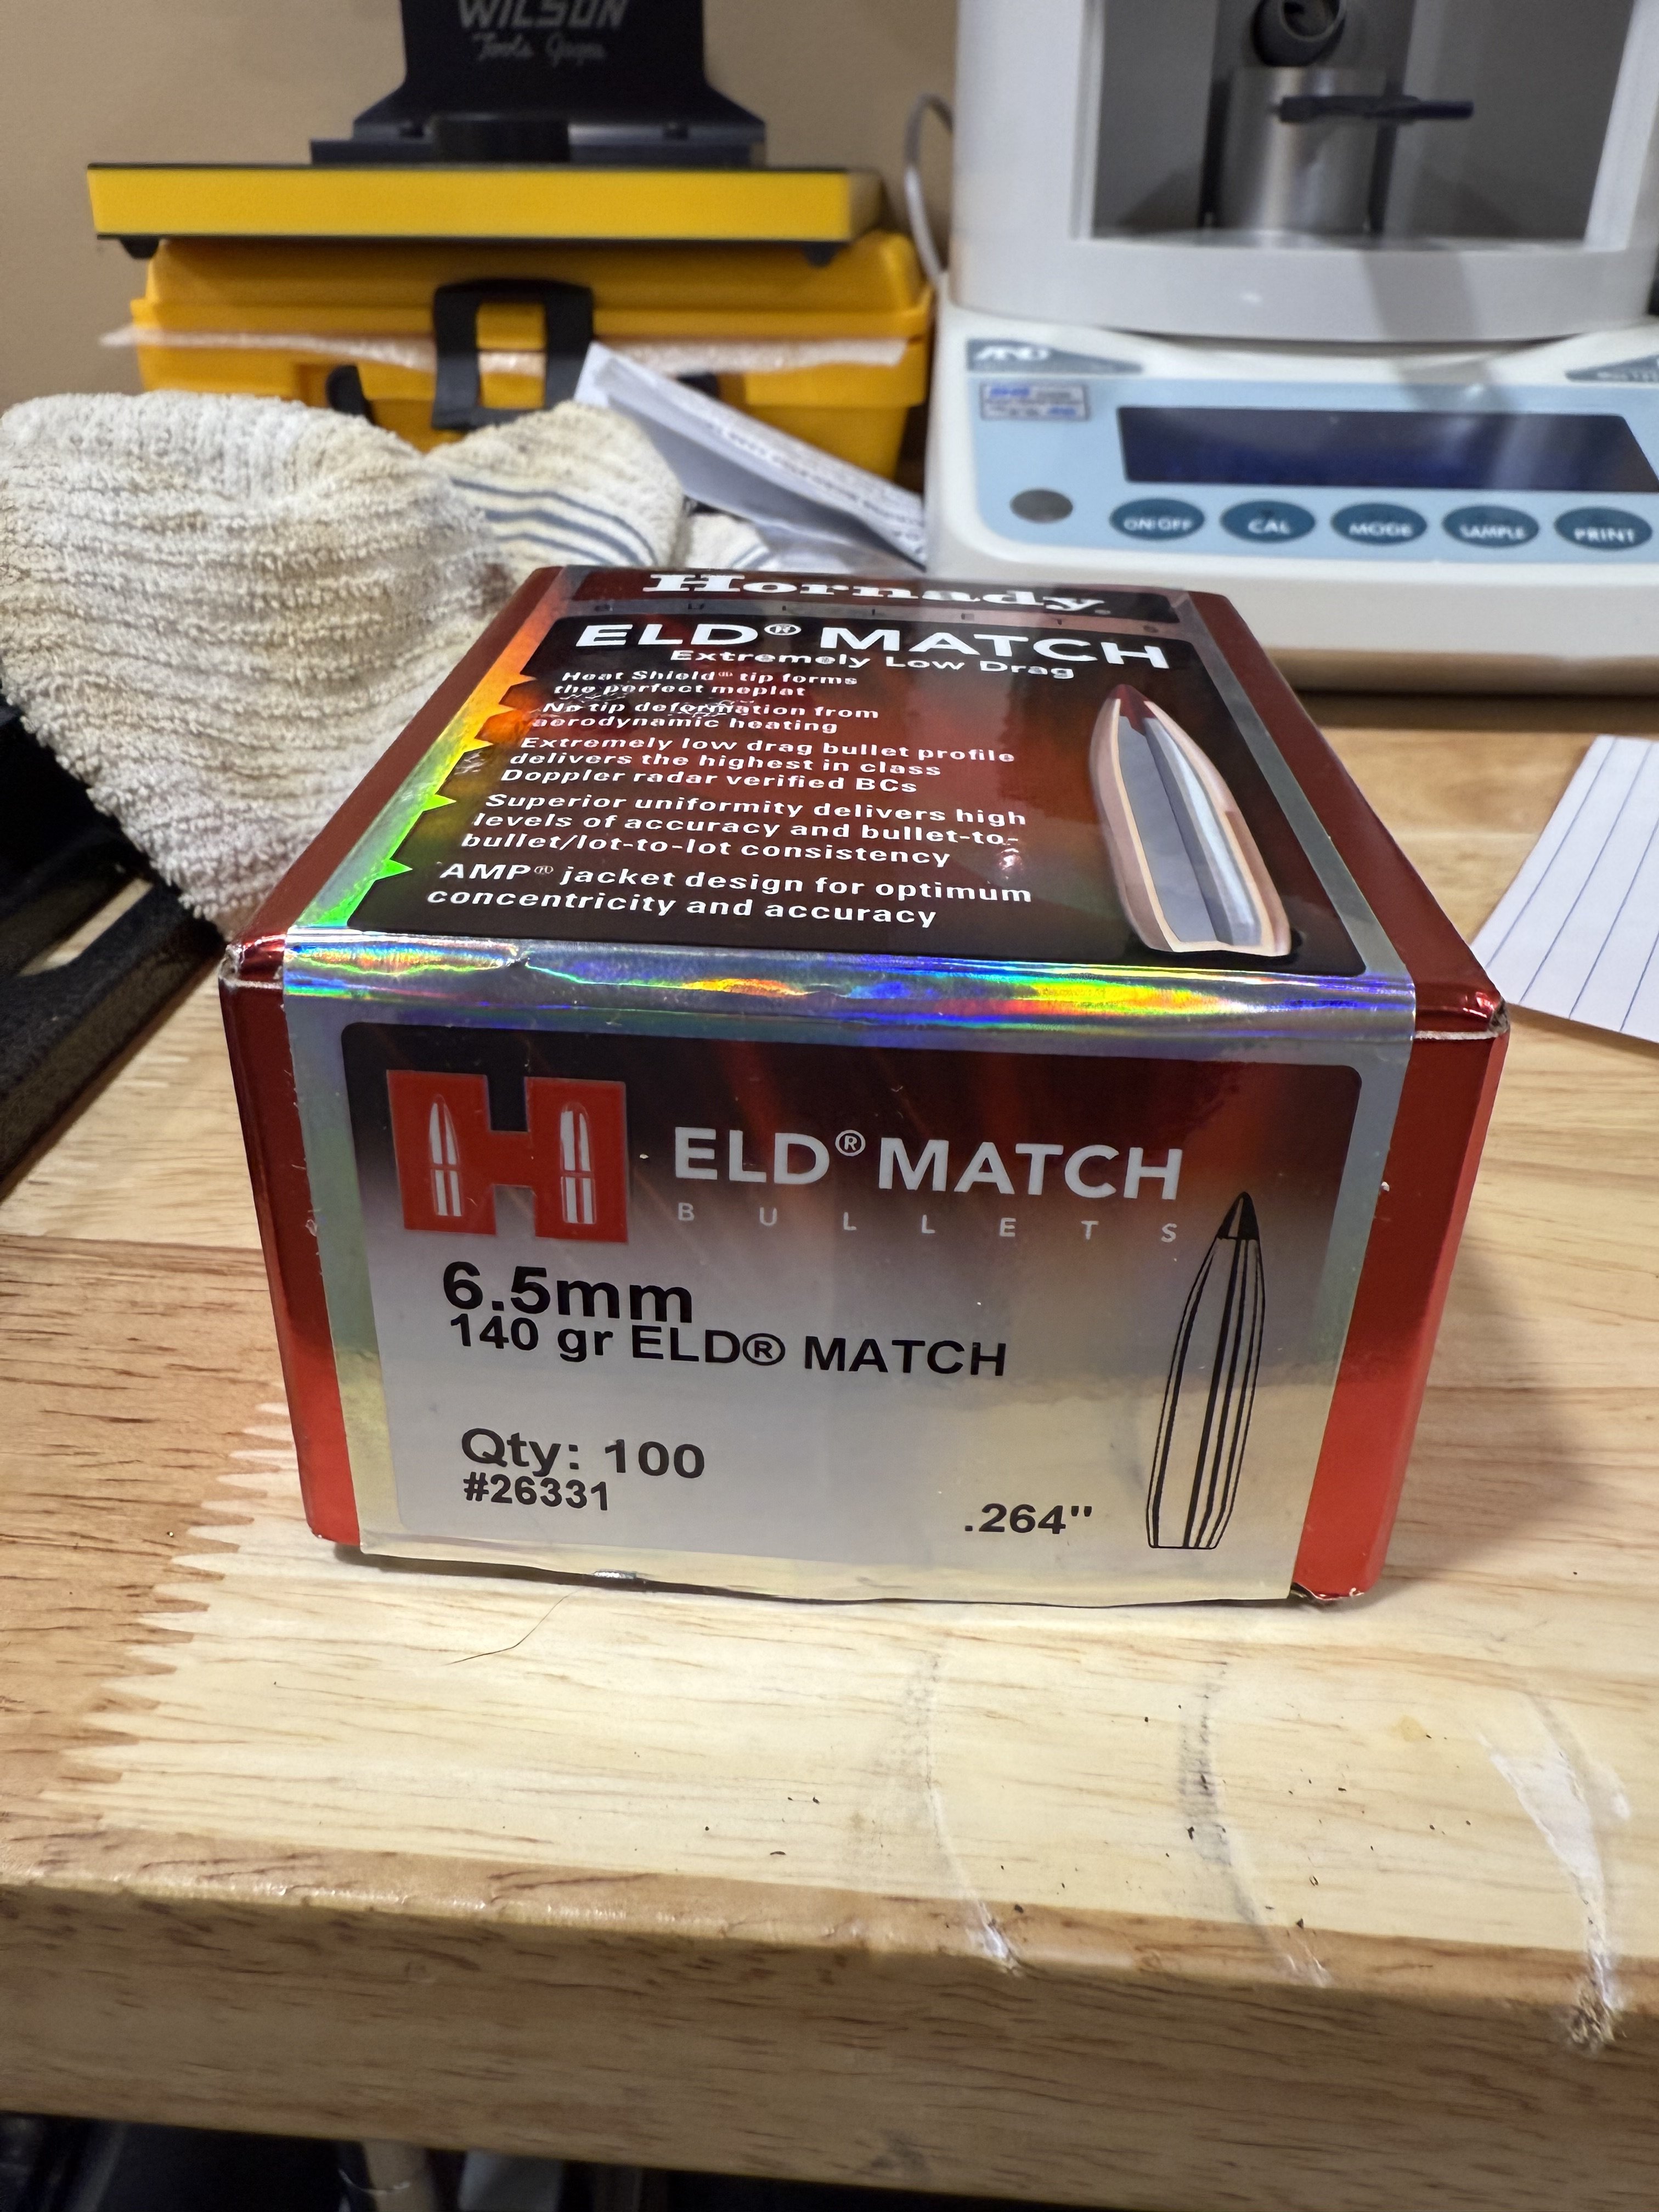 WILSON
Tools Gages
AND
ON:OFF
CAL
MODE
SAMPLE
PRINT
Hornady
BULLETS
ELD® MATCH
Extremely Low Drag
Heat Shield® tip forms
the perfect meplat
No tip deformation from
aerodynamic heating
Extremely low drag bullet profile
delivers the highest in class
Doppler radar verified BCs
Superior uniformity delivers high
levels of accuracy and bullet-to-
bullet/lot-to-lot consistency
AMP® jacket design for optimum
concentricity and accuracy
H
ELD® MATCH
BULLETS
6.5mm
140 gr ELD® MATCH
Qty: 100
#26331
.264"